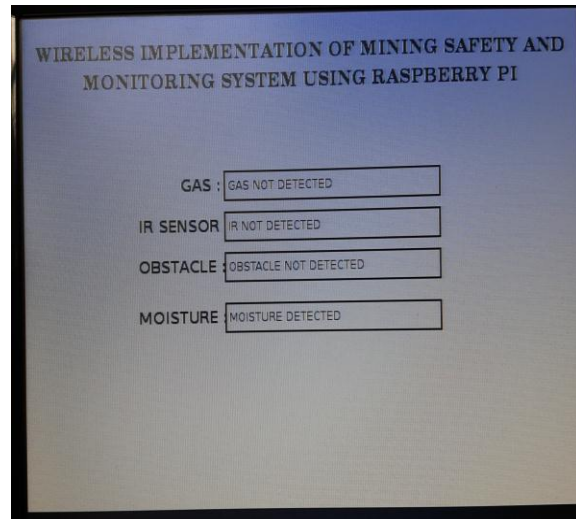 WIRELESS IMPLEMENTATION OF MINING SAFETY AND
MONITORING SYSTEM USING RASPBERRY PI
GAS : GAS NOT DETECTED
IR SENSOR IR NOT DETECTED
OBSTACLE : OBSTACLE NOT DETECTED
MOISTURE : MOISTURE DETECTED